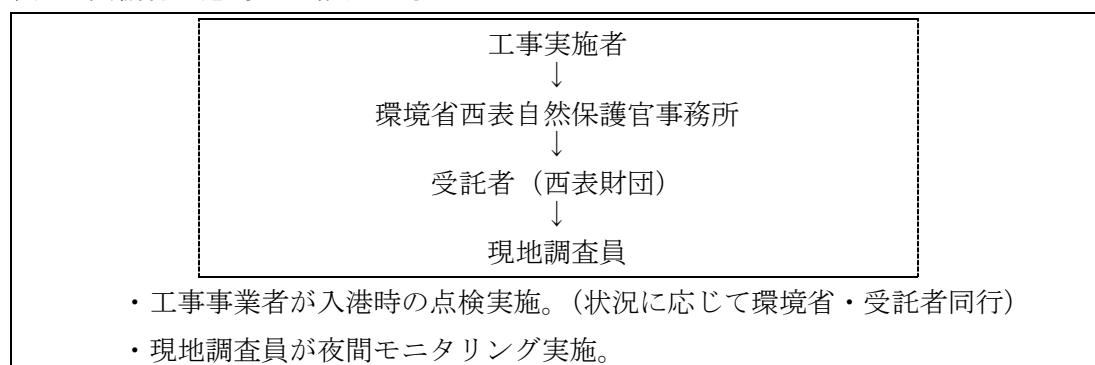 工事実施者
↓
環境省西表自然保護官事務所
↓
受託者（西表財団）
↓
現地調査員
・工事事業者が入港時の点検実施。（状況に応じて環境省・受託者同行）
・現地調査員が夜間モニタリング実施。